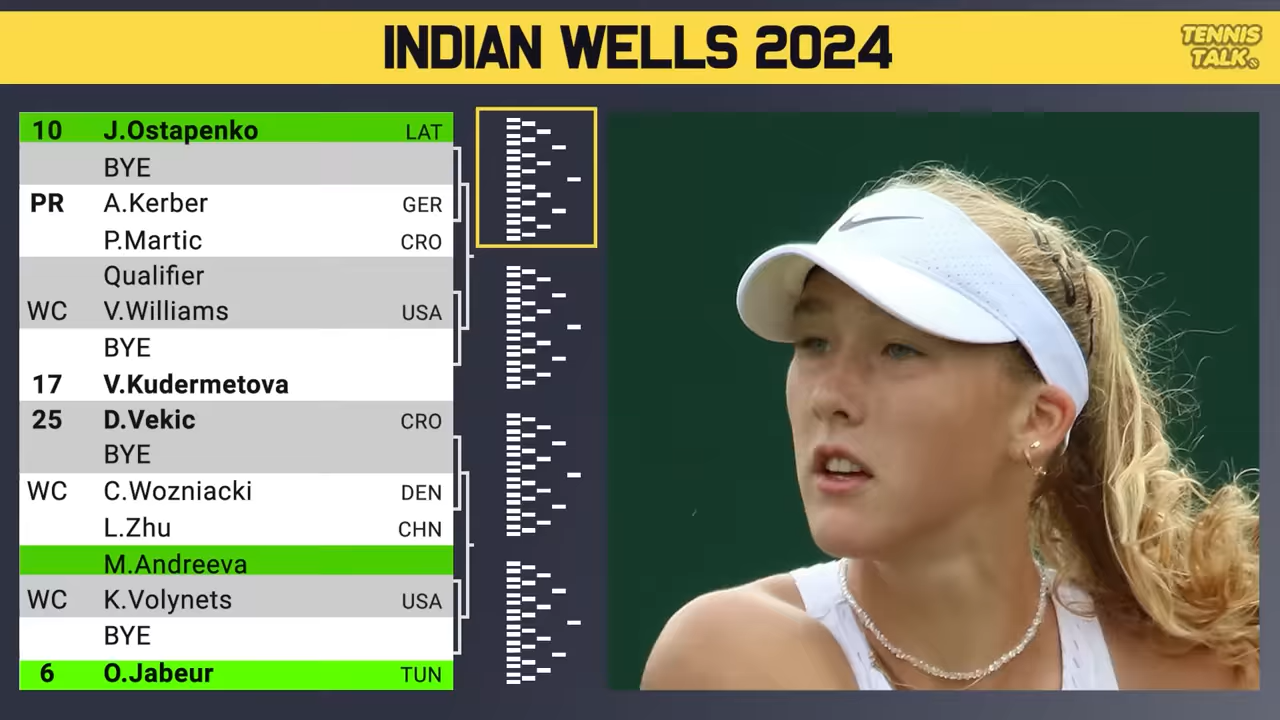 INDIAN WELLS 2024
TENNIS
TALK
10 J.Ostapenko LAT
BYE
PR A.Kerber GER
P.Martic CRO
Qualifier
WC V.Williams USA
BYE
17 V.Kudermetova
25 D.Vekic CRO
BYE
WC C.Wozniacki DEN
L.Zhu CHN
M.Andreeva
WC K.Volynets USA
BYE
6 O.Jabeur TUN